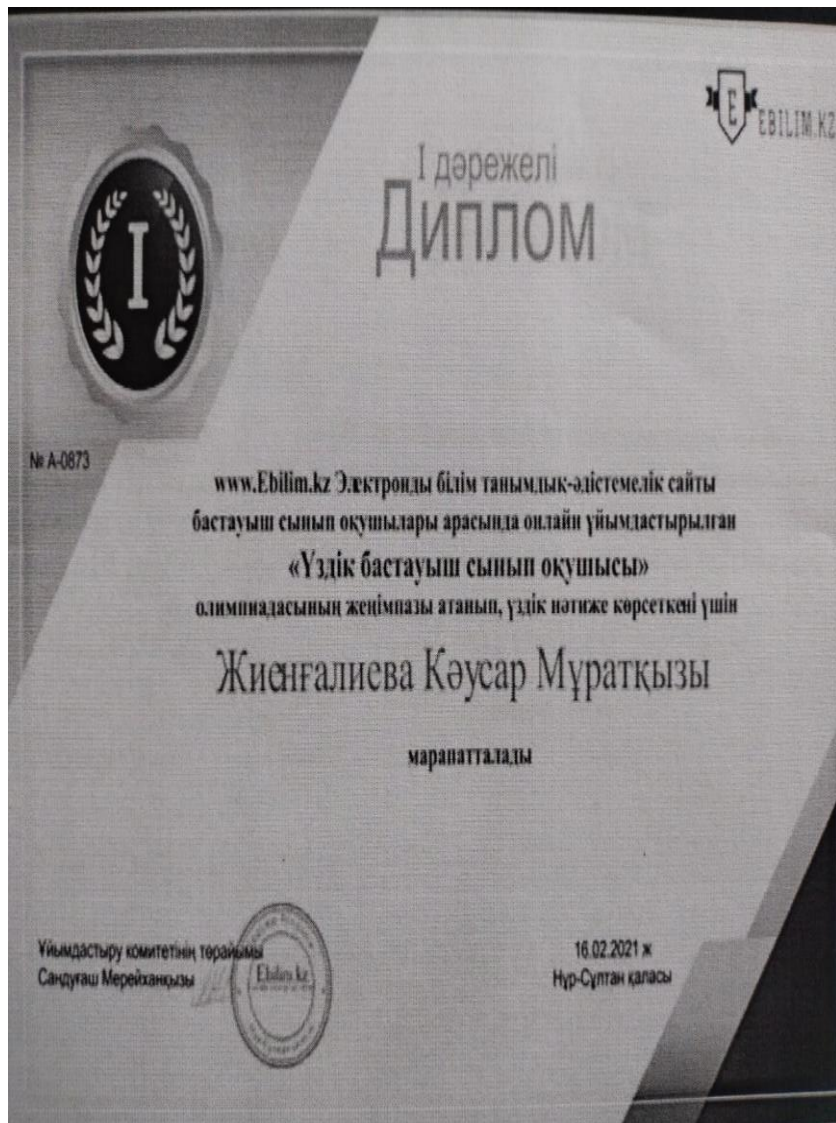 EBILIM.KZ
I дәрежелі
Диплом
I
№ А-0873
www.Ebilim.kz Электронды білім танымдық-әдістемелік сайты
бастауыш сынып оқушылары арасында онлайн ұйымдастырылған
«Үздік бастауыш сынып оқушысы»
олимпиадасының жеңімпазы атанып, үздік нәтиже көрсеткені үшін
Жиенғалиева Кәусар Мұратқызы
марапатталады
Ұйымдастыру комитетінің төрайымы
Сандуғаш Мерейханқызы
Ebilim.kz
16.02.2021 ж
Нұр-Сұлтан қаласы